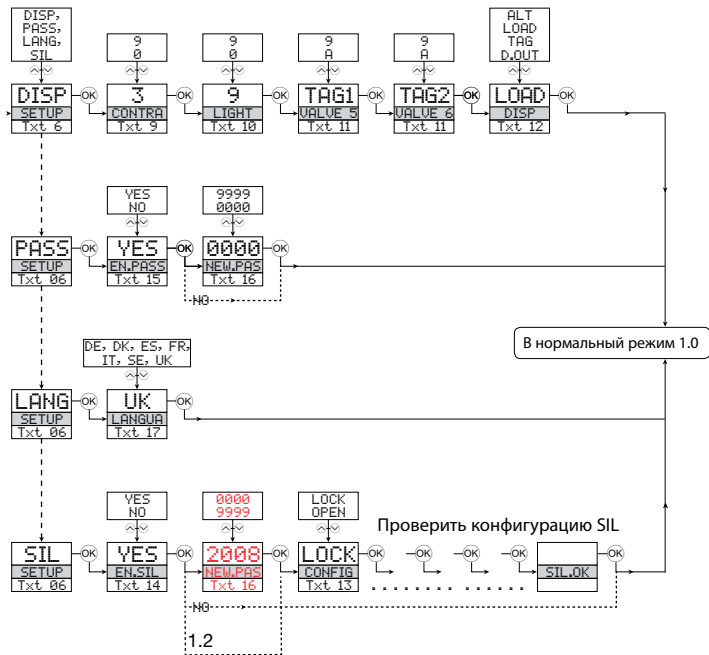 DISP,
PASS,
LANG,
SIL
9
0
9
0
9
A
9
A
ALT
LOAD
TAG
D.OUT
DISP
OK
3
OK
9
OK
TAG1
OK
TAG2
OK
LOAD
OK
SETUP
CONTRA
LIGHT
VALVE 5
VALVE 6
DISP
Txt 6
Txt 9
Txt 10
Txt 11
Txt 11
Txt 12
YES
NO
9999
0000
PASS
OK
YES
OK
0000
OK
SETUP
EN.PASS
NEW.PAS
Txt 06
Txt 15
Txt 16
NO
В нормальный режим 1.0
DE, DK, ES, FR,
IT, SE, UK
LANG
OK
UK
OK
SETUP
LANGUA
Txt 06
Txt 17
YES
NO
0000
9999
LOCK
OPEN
Проверить конфигурацию SIL
SIL
OK
YES
OK
2008
OK
LOCK
OK
OK
OK
OK
OK
SETUP
EN.SIL
NEW.PAS
CONFIG
SIL.OK
Txt 06
Txt 14
Txt 16
Txt 13
NO
1.2